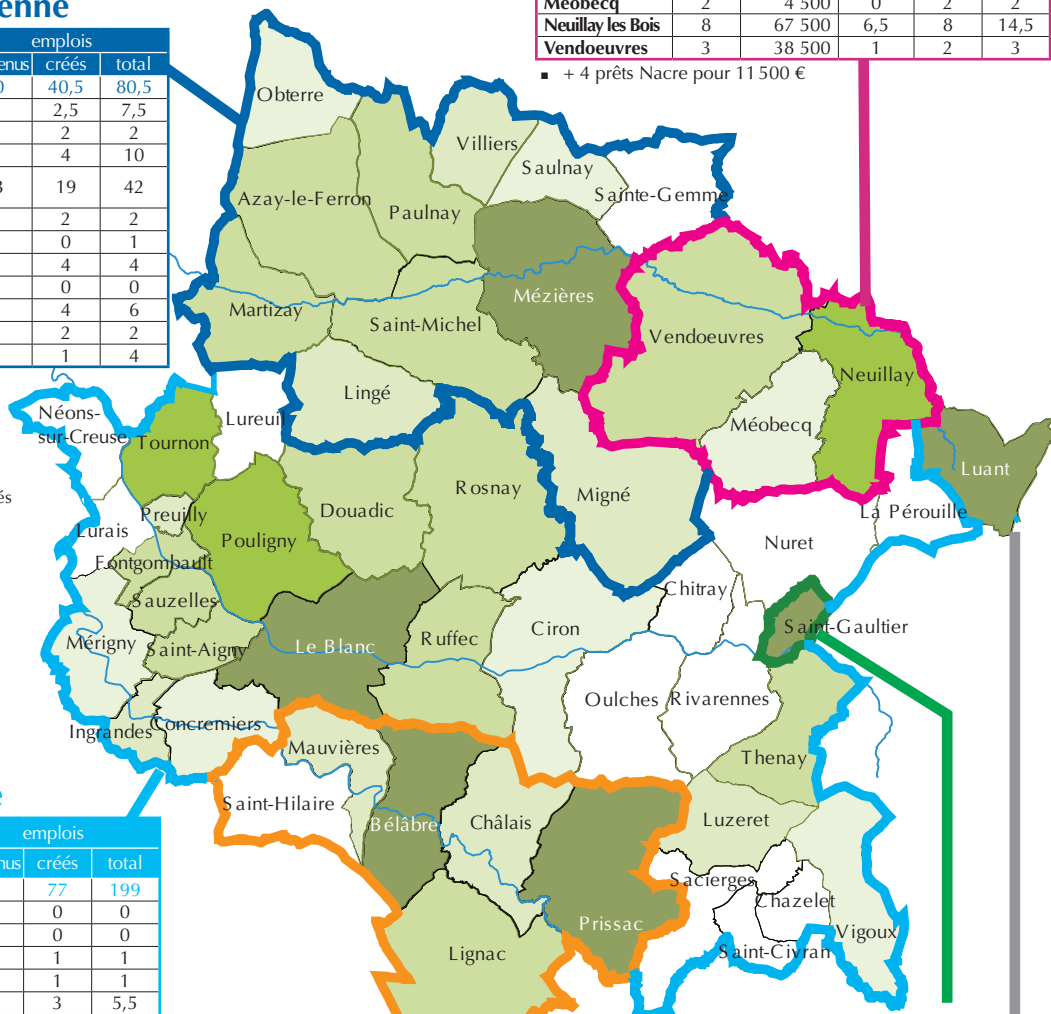 enne
emplois
enus créés total
0 40,5 80,5
2,5 7,5
2 2
4 10
3 19 42
2 2
0 1
4 4
0 0
4 6
2 2
1 4
Méobecq 2 4 500 0 2 2
Neuillay les Bois 8 67 500 6,5 8 14,5
Vendoeuvres 3 38 500 1 2 3
▪ + 4 prêts Nacre pour 11 500 €
Obterre
Villiers
Saulnay
Sainte-Gemme
Azay-le-Ferron
Paulnay
Mézières
Martizay
Saint-Michel
Vendoeuvres
Neuillay
Lingé
Néons-
sur-Creuse
Lureuil
Tournon
Méobecq
Luant
és
Rosnay
Migné
Preuilly
Douadic
La Pérouille
Lurais
Pouligny
Nuret
Fontgombault
Chitray
Sauzelles
Saint-Gaultier
Mérigny
Saint-Aigny
Le Blanc
Ruffec
Ciron
Oulches
Rivarennes
Ingrandes
Concremiers
Mauvières
Thenay
Saint-Hilaire
Bélâbre
Châlais
Luzeret
Sacierges
Chazelet
Prissac
Vigoux
Lignac
Saint-Civran
e
emplois
nus créés total
77 199
0 0
0 0
1 1
1 1
3 5,5